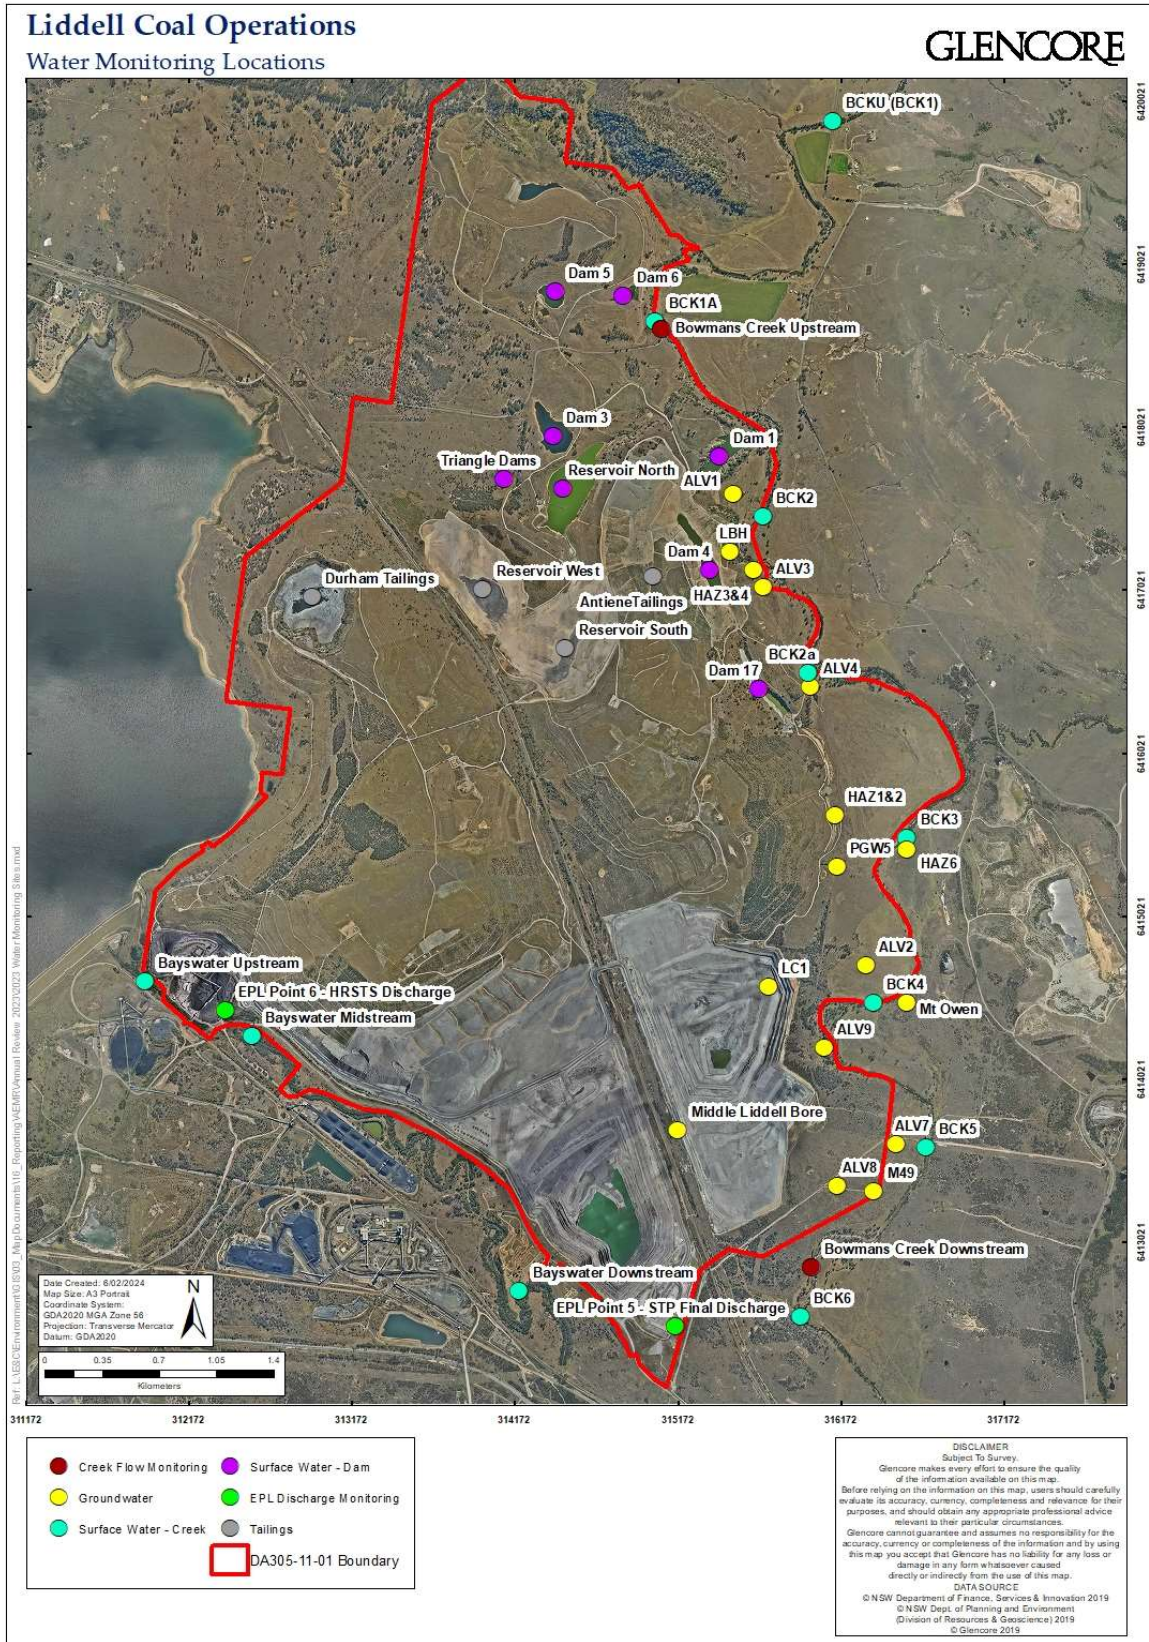 Liddell Coal Operations
Water Monitoring Locations
GLENCORE
BCKU (BCK1)
6420021
6419021
Dam 5
Dam 6
BCK1A
Bowmans Creek Upstream
6418021
Dam 3
Dam 1
Triangle Dams
Reservoir North
ALV1
BCK2
LBH
Dam 4
ALV3
Reservoir West
Durham Tailings
AntieneTailings
HAZ3&4
6417021
Reservoir South
BCK2a
ALV4
Dam 17
6416021
HAZ1&2
BCK3
PGW5
HAZ6
6415021
ALV2
Bayswater Upstream
LC1
BCK4
EPL Point 6 - HRSTS Discharge
Mt Owen
Bayswater Midstream
ALV9
6414021
Middle Liddell Bore
ALV7
BCK5
ALV8
M49
6413021
Bowmans Creek Downstream
Bayswater Downstream
EPL Point 5 - STP Final Discharge
BCK6
Date Created: 6/02/2024
Map Size: A3 Portrait
Coordinate System:
GDA2020 MGA Zone 56
Projection: Transverse Mercator
Datum: GDA2020
N
0 0.35 0.7 1.05 1.4
Kilometers
311172 312172 313172 314172 315172 316172 317172
Creek Flow Monitoring
Surface Water - Dam
Groundwater
EPL Discharge Monitoring
Surface Water - Creek
Tailings
DA305-11-01 Boundary
DISCLAIMER
Subject To Survey.
Glencore makes every effort to ensure the quality
of the information available on this map.
Before relying on the information on this map, users should carefully
evaluate its accuracy, currency, completeness and relevance for their
purposes, and should obtain any appropriate professional advice
relevant to their particular circumstances.
Glencore cannot guarantee and assumes no responsibility for the
accuracy, currency or completeness of the information and by using
this map you accept that Glencore has no liability for any loss or
damage in any form whatsoever caused
directly or indirectly from the use of this map.
DATA SOURCE
© NSW Department of Finance, Services & Innovation 2019
© NSW Dept. of Planning and Environment
(Division of Resources & Geoscience) 2019
© Glencore 2019